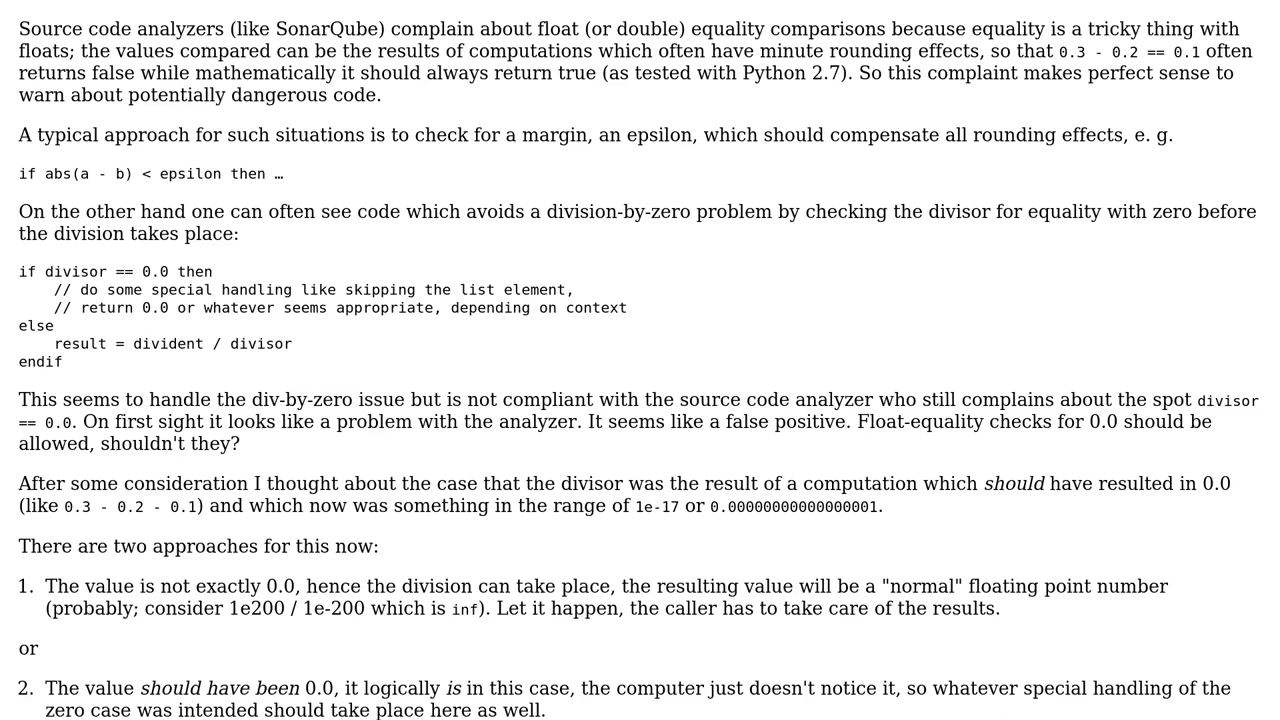 Source code analyzers (like SonarQube) complain about float (or double) equality comparisons because equality is a tricky thing with
floats; the values compared can be the results of computations which often have minute rounding effects, so that 0.3 - 0.2 == 0.1 often
returns false while mathematically it should always return true (as tested with Python 2.7). So this complaint makes perfect sense to
warn about potentially dangerous code.
A typical approach for such situations is to check for a margin, an epsilon, which should compensate all rounding effects, e. g.
if abs(a - b) < epsilon then …
On the other hand one can often see code which avoids a division-by-zero problem by checking the divisor for equality with zero before
the division takes place:
if divisor == 0.0 then
    // do some special handling like skipping the list element,
    // return 0.0 or whatever seems appropriate, depending on context
else
    result = divident / divisor
endif
This seems to handle the div-by-zero issue but is not compliant with the source code analyzer who still complains about the spot divisor
== 0.0. On first sight it looks like a problem with the analyzer. It seems like a false positive. Float-equality checks for 0.0 should be
allowed, shouldn't they?
After some consideration I thought about the case that the divisor was the result of a computation which should have resulted in 0.0
(like 0.3 - 0.2 - 0.1) and which now was something in the range of 1e-17 or 0.00000000000000001.
There are two approaches for this now:
1. The value is not exactly 0.0, hence the division can take place, the resulting value will be a "normal" floating point number
(probably; consider 1e200 / 1e-200 which is inf). Let it happen, the caller has to take care of the results.
or
2. The value should have been 0.0, it logically is in this case, the computer just doesn't notice it, so whatever special handling of the
zero case was intended should take place here as well.